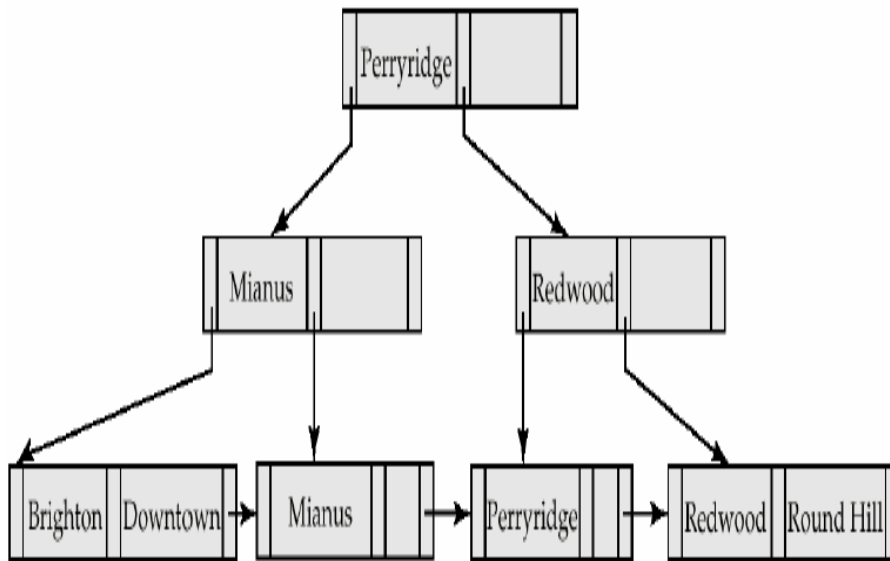 Perryridge
Mianus
Redwood
Brighton
Downtown
Mianus
Perryridge
Redwood
Round Hill